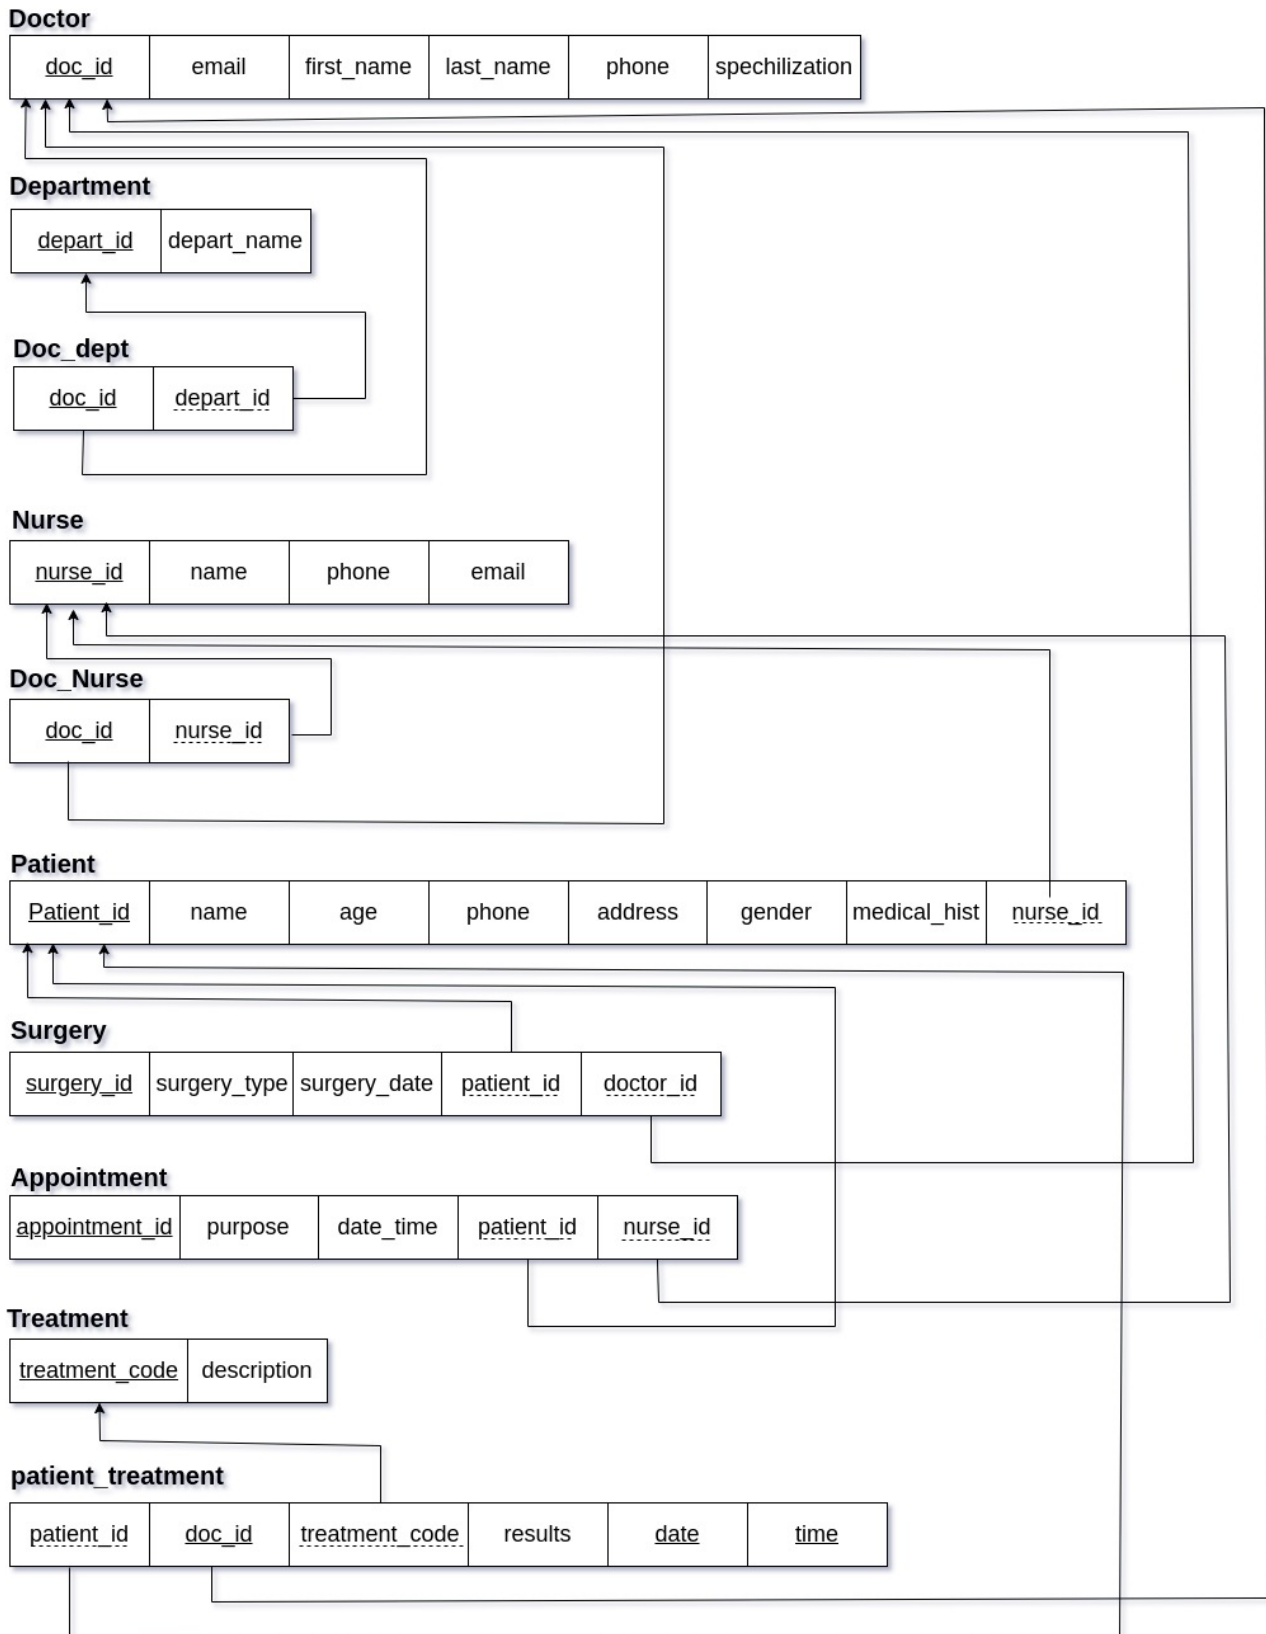 Doctor
doc_id email first_name last_name phone spechilization
Department
depart_id depart_name
Doc_dept
doc_id depart_id
Nurse
nurse_id name phone email
Doc_Nurse
doc_id nurse_id
Patient
Patient_id name age phone address gender medical_hist nurse_id
Surgery
surgery_id surgery_type surgery_date patient_id doctor_id
Appointment
appointment_id purpose date_time patient_id nurse_id
Treatment
treatment_code description
patient_treatment
patient_id doc_id treatment_code results date time